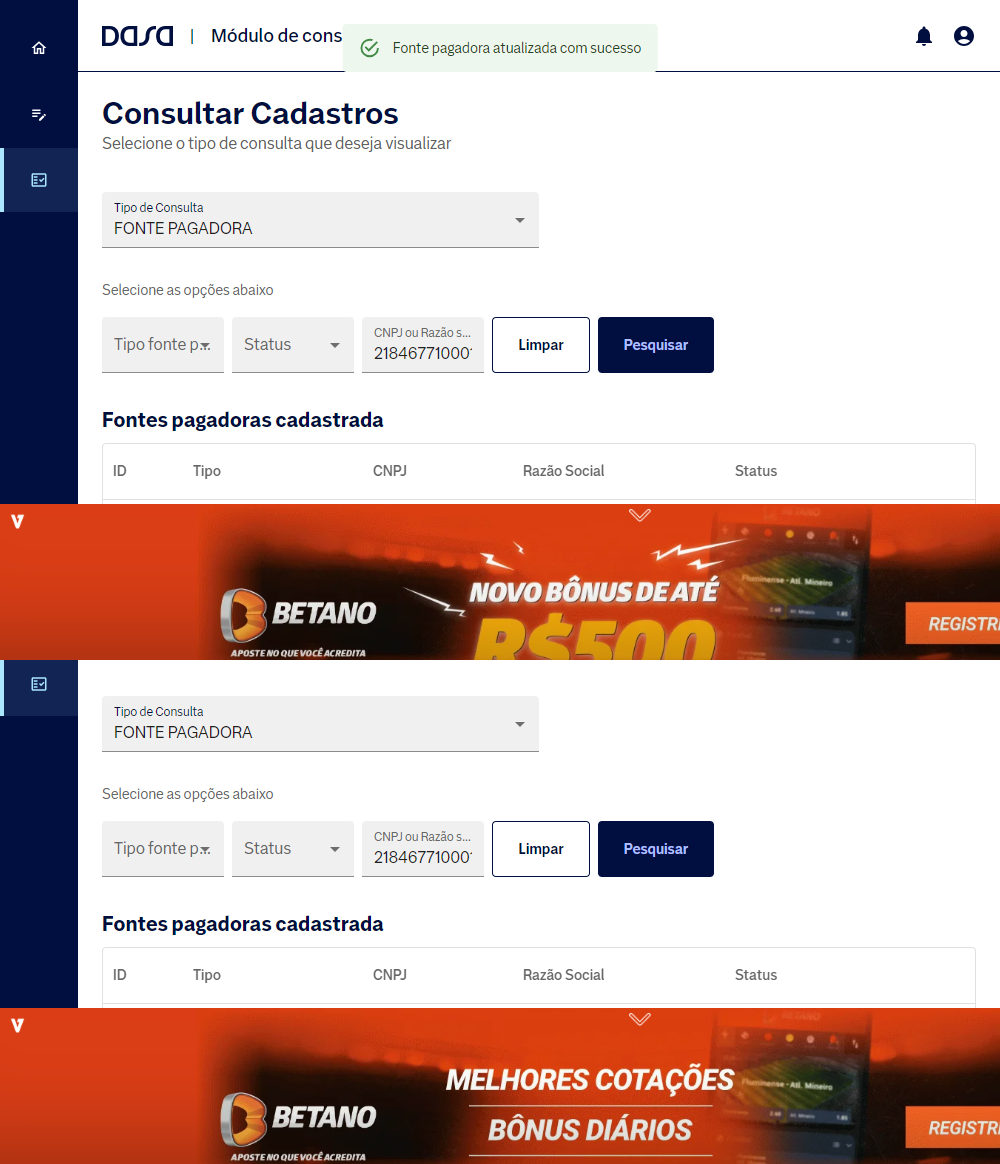 DASA | Módulo de cons
Fonte pagadora atualizada com sucesso
Consultar Cadastros
Selecione o tipo de consulta que deseja visualizar
Tipo de Consulta
FONTE PAGADORA
Selecione as opções abaixo
Tipo fonte p...
Status
CNPJ ou Razão s...
21846771000
Limpar
Pesquisar
Fontes pagadoras cadastrada
ID Tipo CNPJ Razão Social Status
V
BETANO
APOSTE NO QUE VOCÊ ACREDITA
NOVO BÔNUS DE ATÉ
R$500
BETANO
Fluminense - Atl. Mineiro
REGISTR
Tipo de Consulta
FONTE PAGADORA
Selecione as opções abaixo
Tipo fonte p...
Status
CNPJ ou Razão s...
21846771000
Limpar
Pesquisar
Fontes pagadoras cadastrada
ID Tipo CNPJ Razão Social Status
V
BETANO
APOSTE NO QUE VOCÊ ACREDITA
MELHORES COTAÇÕES
BÔNUS DIÁRIOS
BETANO
Fluminense - Atl. Mineiro
REGISTR